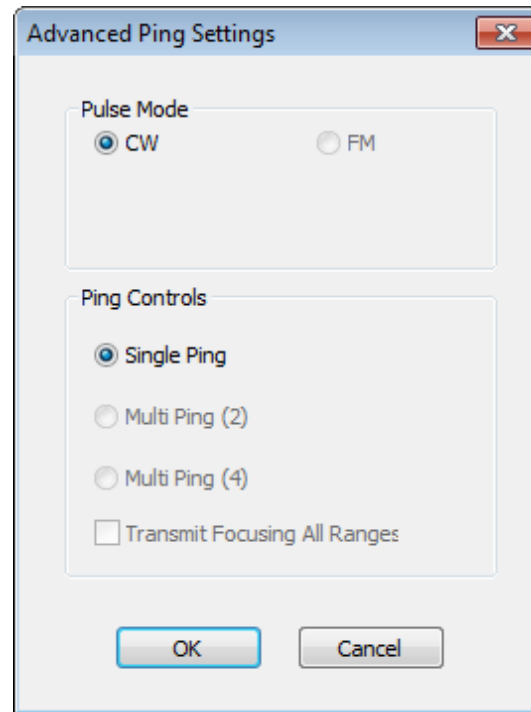 Advanced Ping Settings
Pulse Mode
CW FM
Ping Controls
Single Ping
Multi Ping (2)
Multi Ping (4)
Transmit Focusing All Ranges
OK Cancel